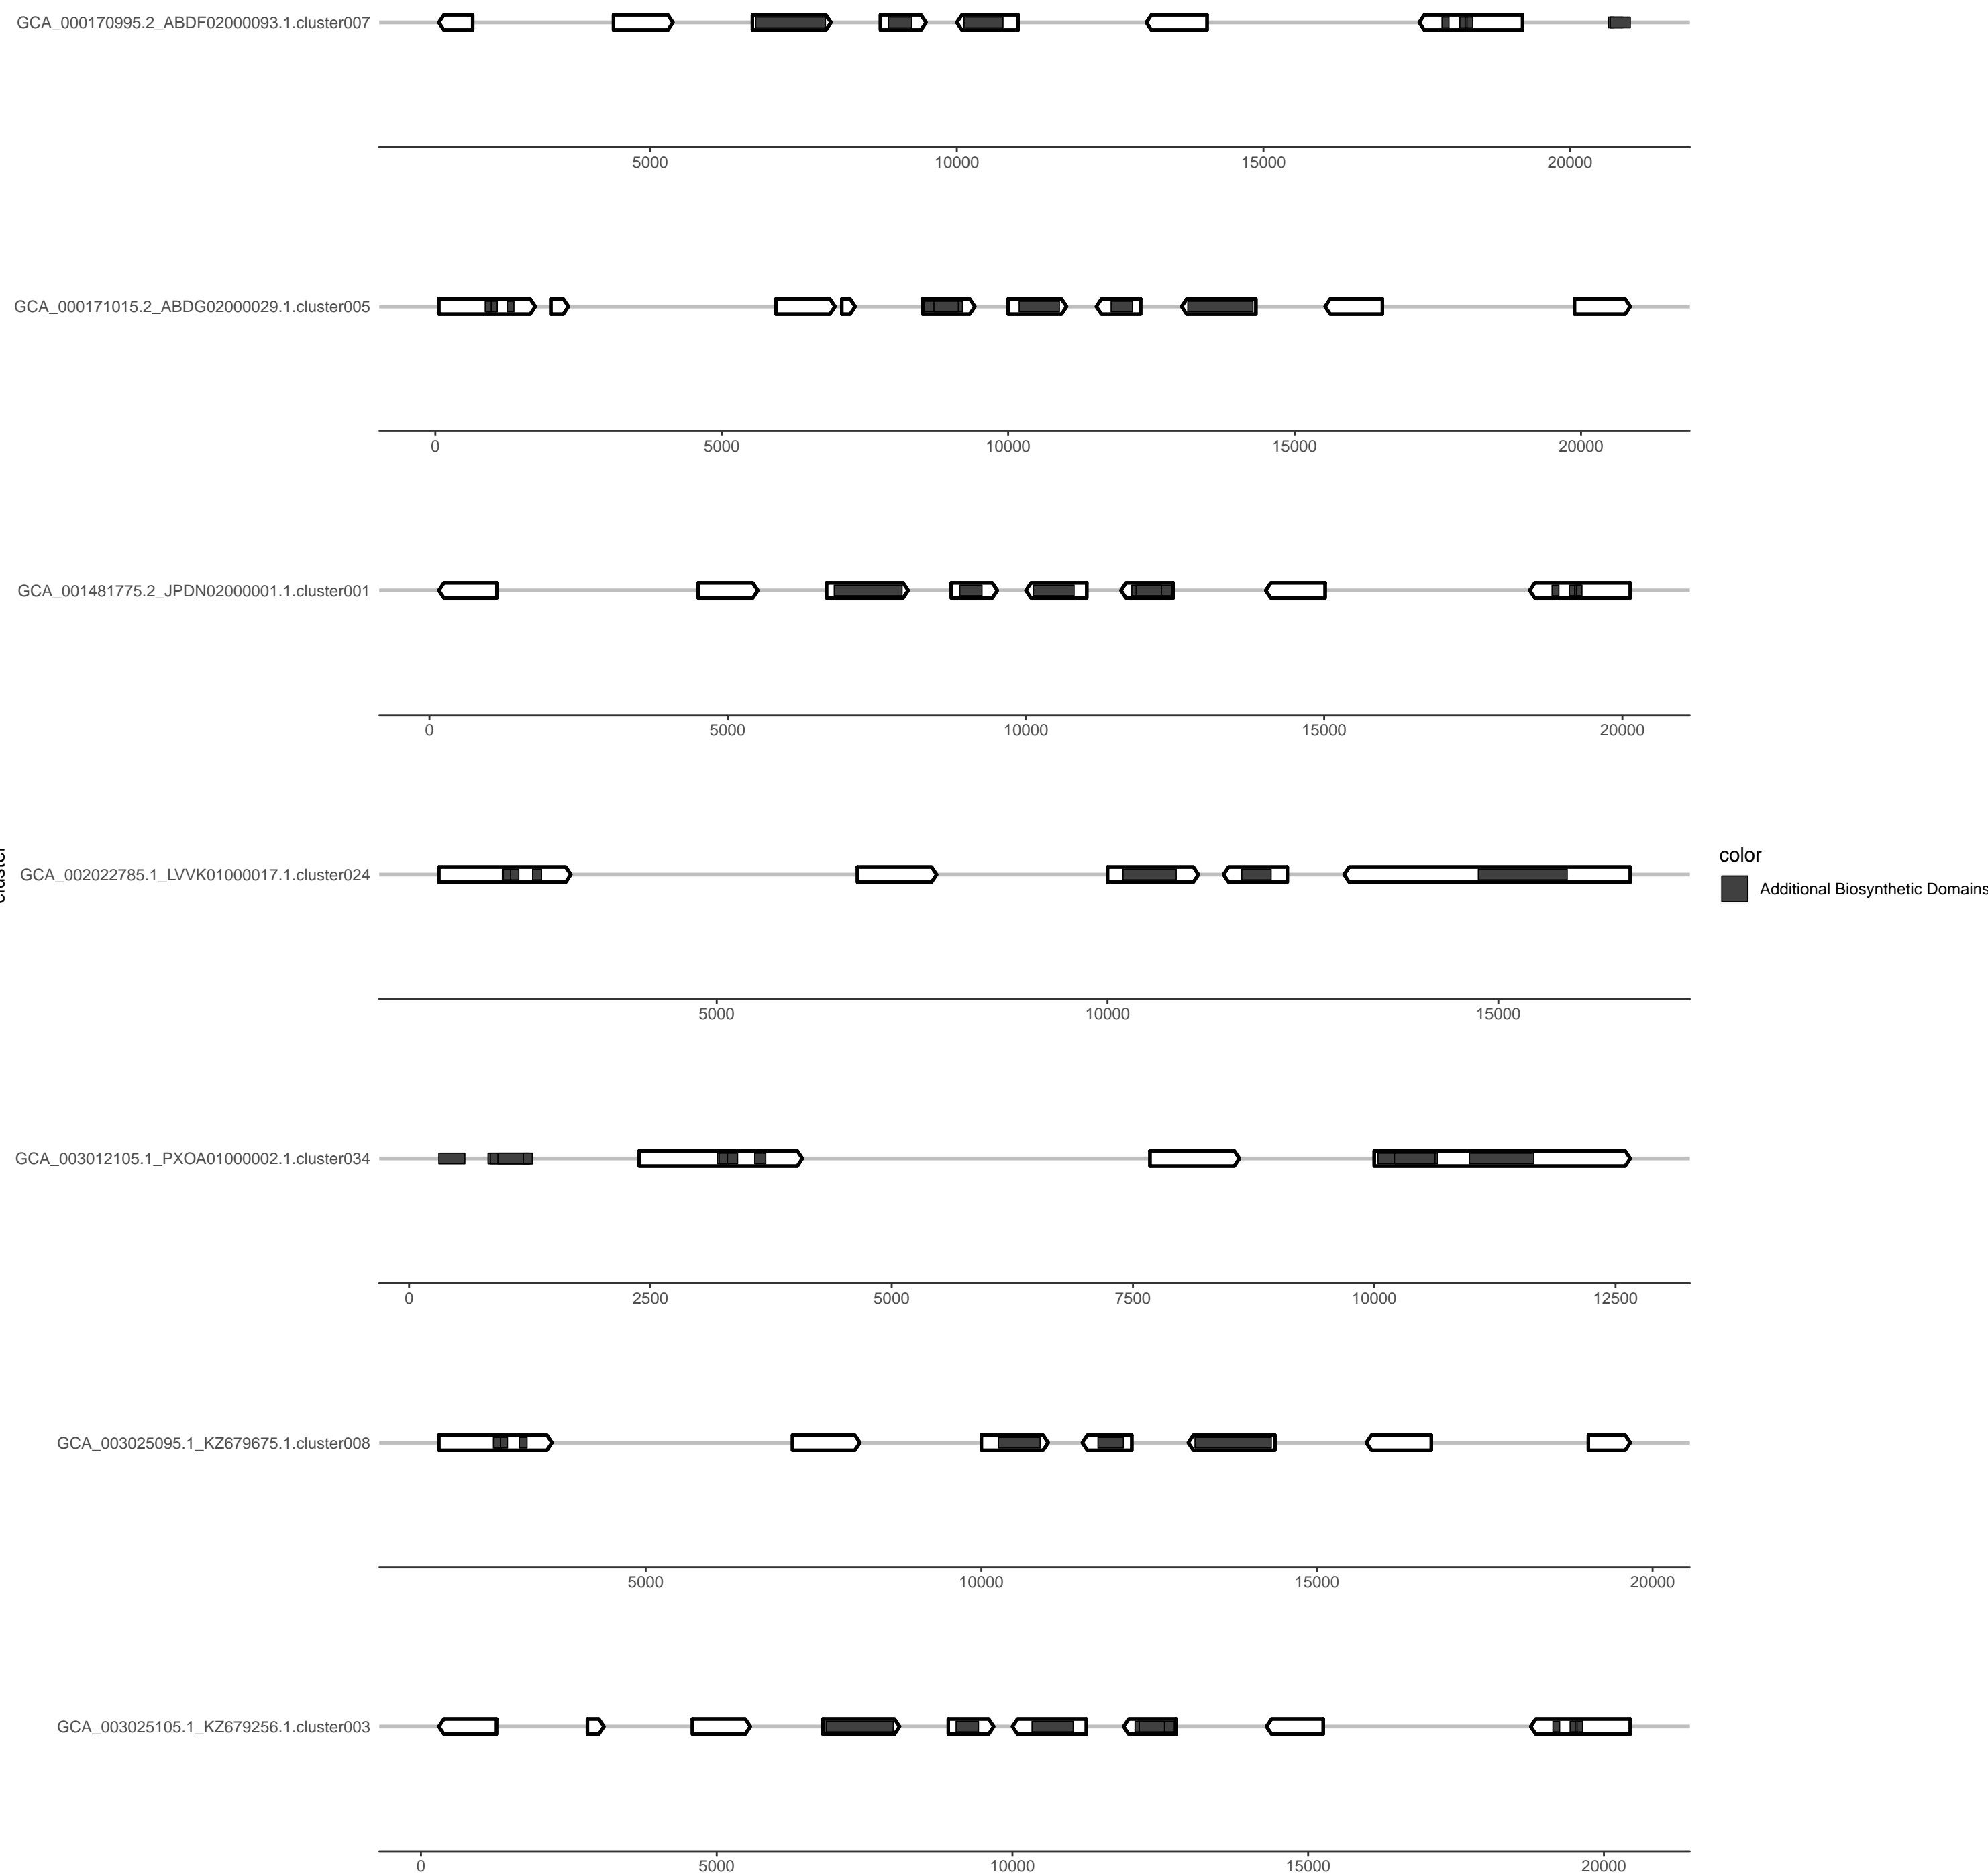 GCA_000170995.2_ABDF02000093.1.cluster007
5000 10000 15000 20000
GCA_000171015.2_ABDG02000029.1.cluster005
0 5000 10000 15000 20000
GCA_001481775.2_JPDN02000001.1.cluster001
0 5000 10000 15000 20000
cluster
GCA_002022785.1_LVVK01000017.1.cluster024
color
Additional Biosynthetic Domains
5000 10000 15000
GCA_003012105.1_PXOA01000002.1.cluster034
0 2500 5000 7500 10000 12500
GCA_003025095.1_KZ679675.1.cluster008
5000 10000 15000 20000
GCA_003025105.1_KZ679256.1.cluster003
0 5000 10000 15000 20000